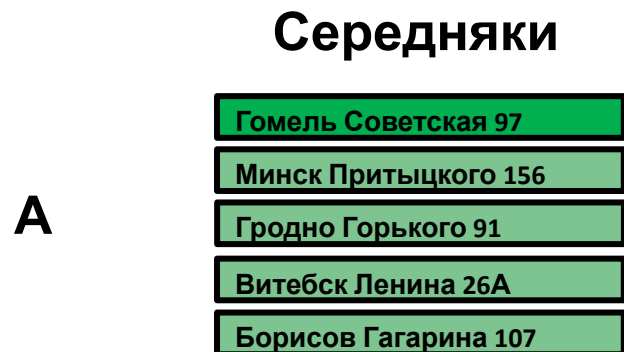 Середняки
Гомель Советская 97
Минск Притыцкого 156
А
Гродно Горького 91
Витебск Ленина 26А
Борисов Гагарина 107